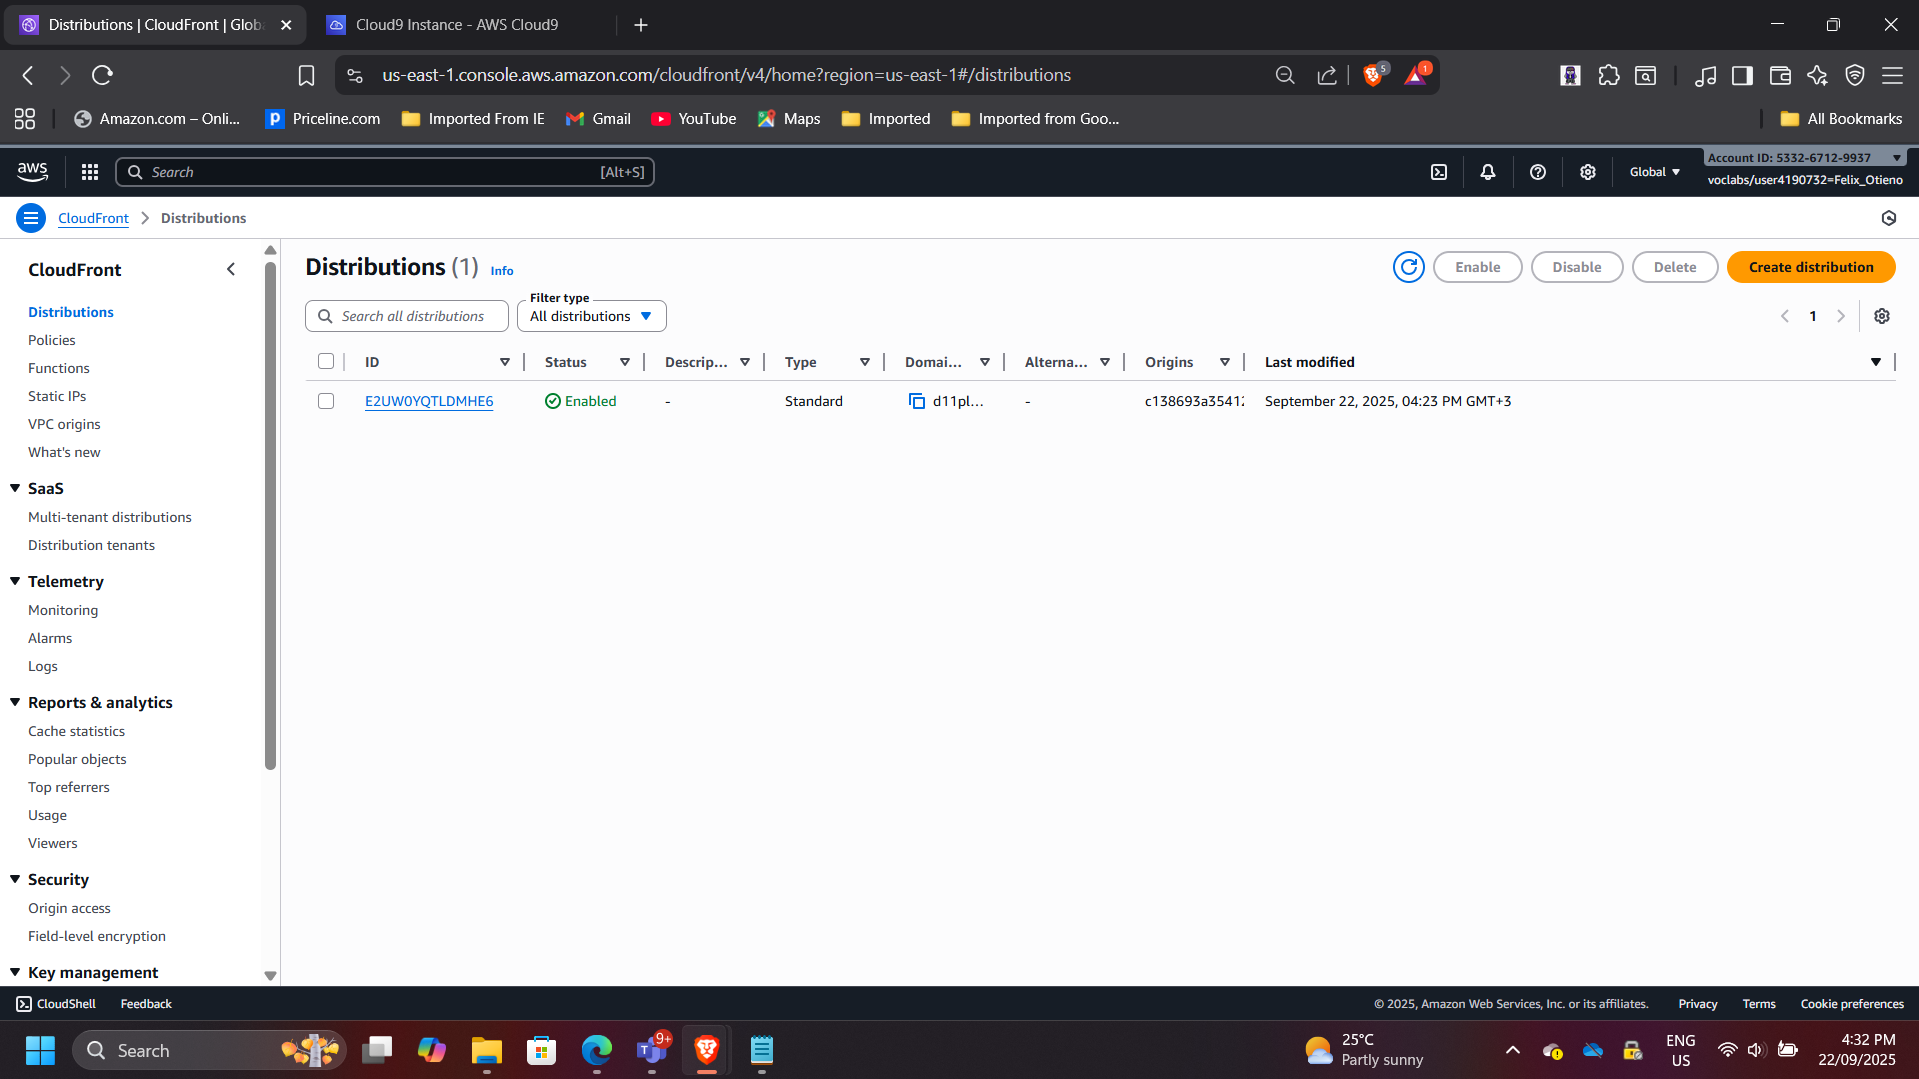 Distributions | CloudFront | Glob
Cloud9 Instance - AWS Cloud9
us-east-1.console.aws.amazon.com/cloudfront/v4/home?region=us-east-1#/distributions
5
1
Amazon.com – Onli...
Priceline.com
Imported From IE
Gmail
YouTube
Maps
Imported
Imported from Goo...
All Bookmarks
aws
Search
[Alt+S]
Global
Account ID: 5332-6712-9937
voclabs/user4190732=Felix_Otieno
CloudFront
Distributions
CloudFront
Distributions
Policies
Functions
Static IPs
VPC origins
What's new
SaaS
Multi-tenant distributions
Distribution tenants
Telemetry
Monitoring
Alarms
Logs
Reports & analytics
Cache statistics
Popular objects
Top referrers
Usage
Viewers
Security
Origin access
Field-level encryption
Key management
Distributions (1) Info
Enable
Disable
Delete
Create distribution
Search all distributions
Filter type
All distributions
1
ID Status Descrip... Type Domai... Alterna... Origins Last modified
E2UW0YQTLDMHE6 Enabled - Standard d11pl... - c138693a35412 September 22, 2025, 04:23 PM GMT+3
CloudShell
Feedback
© 2025, Amazon Web Services, Inc. or its affiliates.
Privacy
Terms
Cookie preferences
Search
9+
25°C
Partly sunny
ENG
US
4:32 PM
22/09/2025